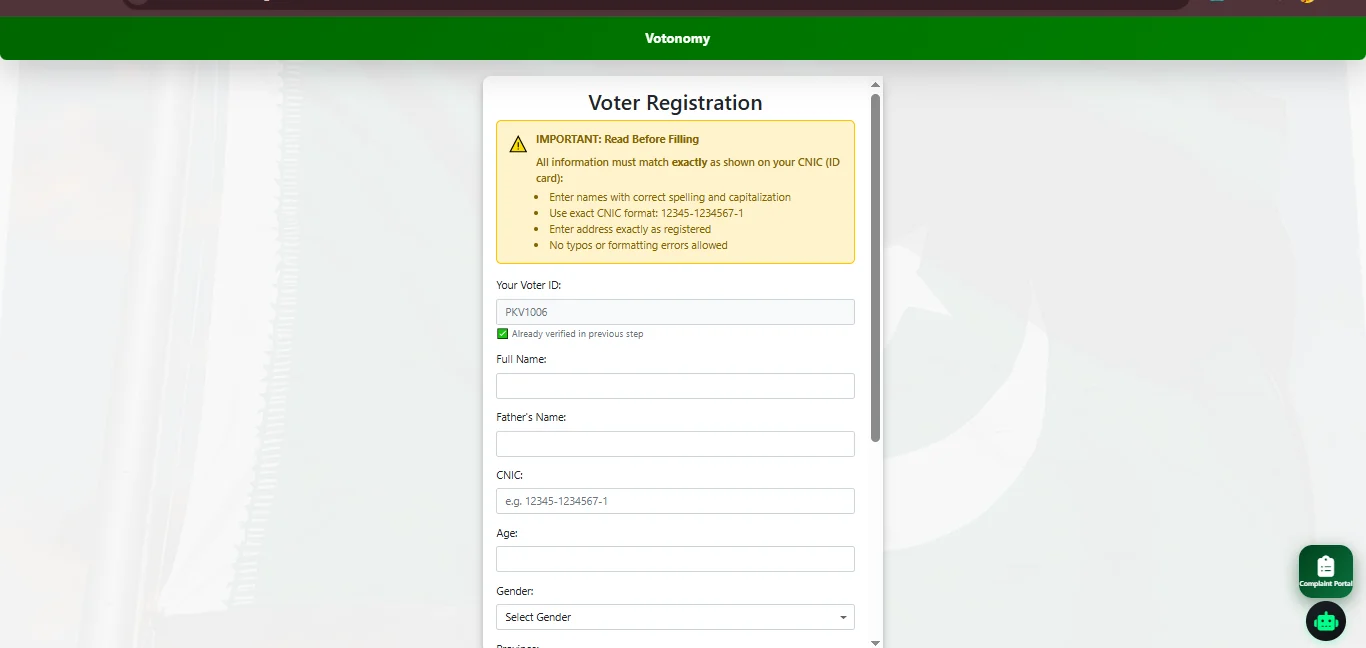 Votonomy
Voter Registration
IMPORTANT: Read Before Filling
All information must match exactly as shown on your CNIC (ID
card):
Enter names with correct spelling and capitalization
Use exact CNIC format: 12345-1234567-1
Enter address exactly as registered
No typos or formatting errors allowed
Your Voter ID:
PKV1006
Already verified in previous step
Full Name:
Father's Name:
CNIC:
e.g. 12345-1234567-1
Age:
Gender:
Select Gender
Province:
Complaint Portal